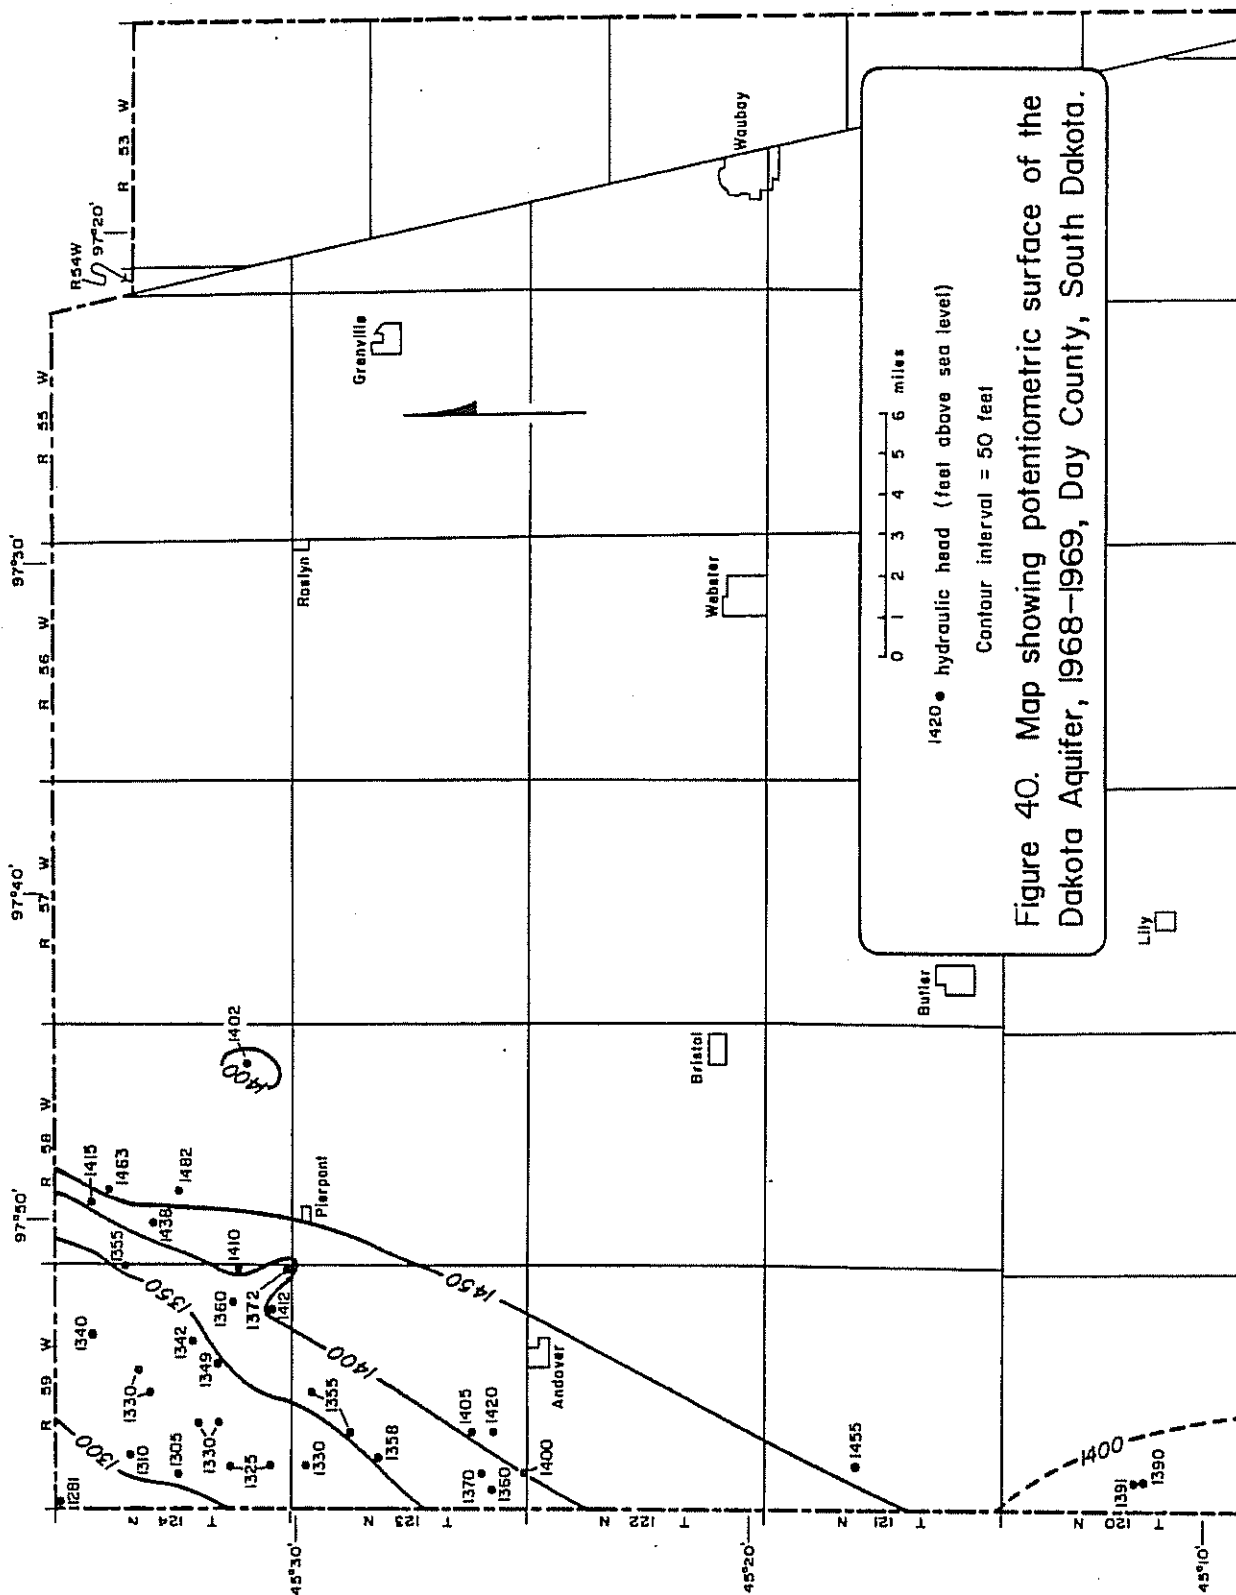 R 59 W
R 58 W
R 57 W
R 56 W
R 55 W
R54W
R 53 W
97°50'
97°40'
97°30'
97°20'
45°30'
45°20'
45°10'
T 124 N
T 123 N
T 122 N
T 121 N
T 120 N
1281
1300
1310
1305
1330
1340
1330
1325
1342
1349
1350
1355
1360
1372
1410
1412
1415
1463
1438
1482
1400
1402
1330
1355
1358
1400
1405
1420
1370
1360
1400
1450
1455
1400
1391
1390
Pierpont
Andover
Bristol
Butler
Lily
Roslyn
Webster
Grenville
Waubay
0 1 2 3 4 5 6 miles
1420 • hydraulic head (feet above sea level)
Contour interval = 50 feet
Figure 40. Map showing potentiometric surface of the
Dakota Aquifer, 1968-1969, Day County, South Dakota.